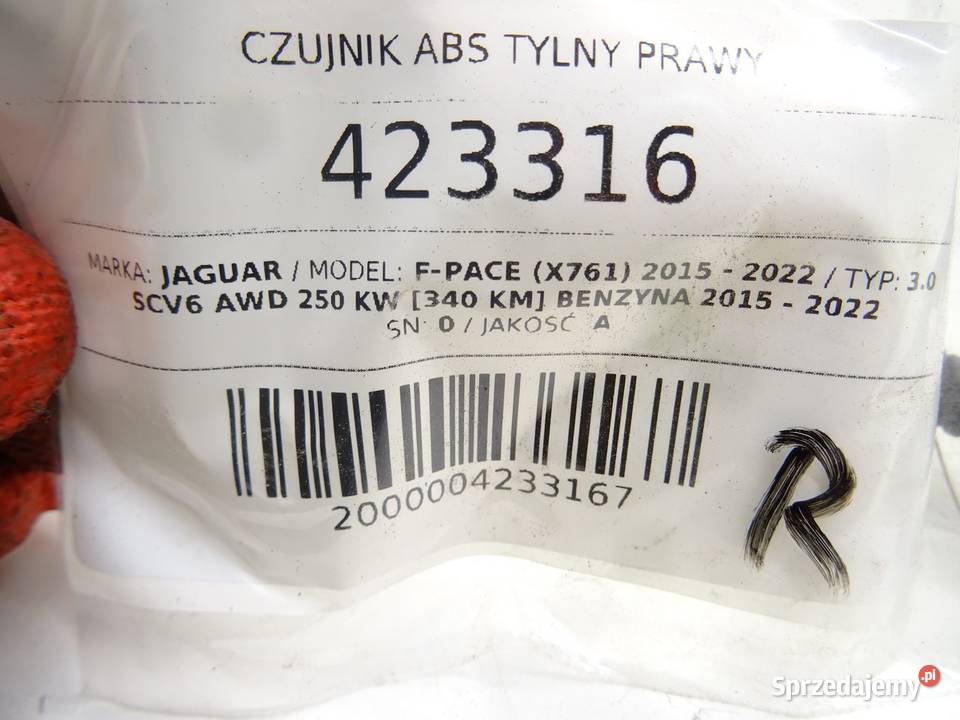 CZUJNIK ABS TYLNY PRAWY
423316
MARKA: JAGUAR / MODEL: F-PACE (X761) 2015 - 2022 / TYP: 3.0
SCV6 AWD 250 KW [340 KM] BENZYNA 2015 - 2022
SN: 0 / JAKOŚĆ A
2000004233167
R
Sprzedajemy.pl